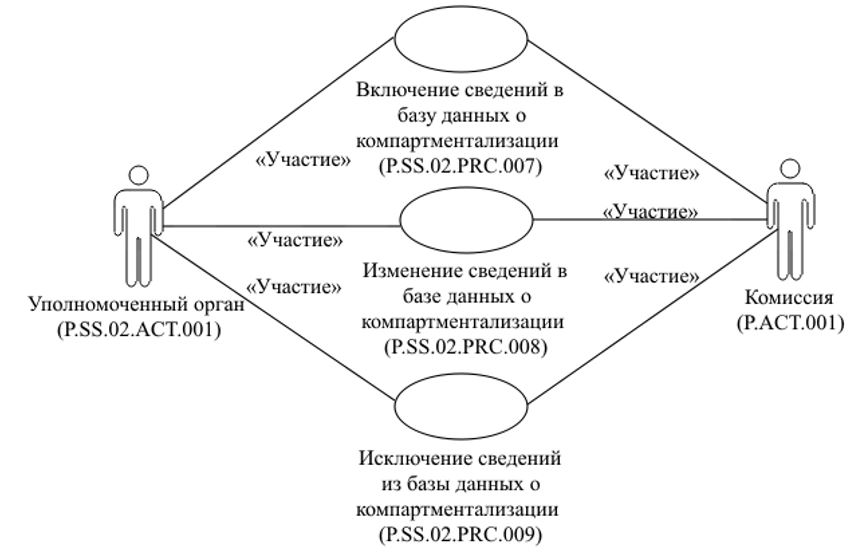 Включение сведений в
базу данных о
компартментализации
(P.SS.02.PRC.007)
«Участие»
«Участие»
«Участие»
«Участие»
Изменение сведений в
базе данных о
компартментализации
(P.SS.02.PRC.008)
«Участие»
«Участие»
Уполномоченный орган
(P.SS.02.ACT.001)
Комиссия
(P.ACT.001)
Исключение сведений
из базы данных о
компартментализации
(P.SS.02.PRC.009)